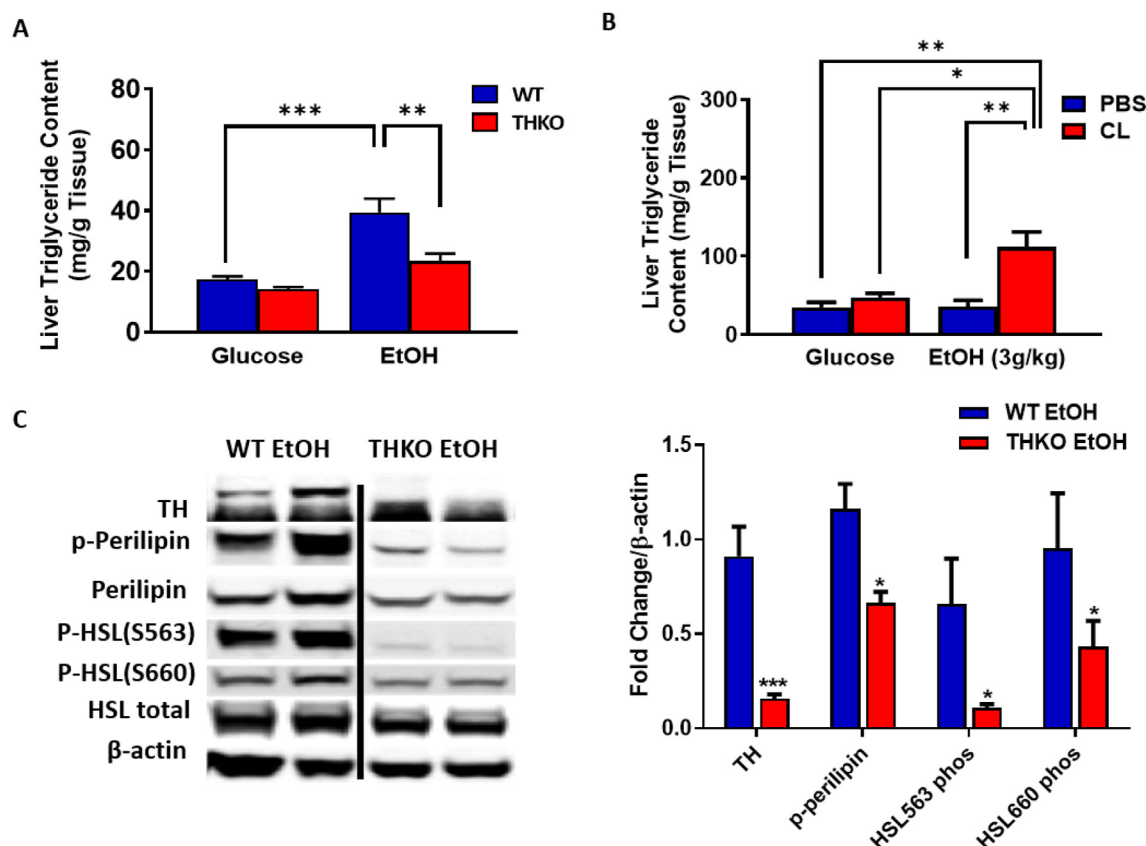 A
Liver Triglyceride Content
(mg/g Tissue)
80
60
40
20
0
***
**
WT
THKO
Glucose
EtOH
B
Liver Triglyceride
Content (mg/g Tissue)
300
200
100
0
**
*
**
PBS
CL
Glucose
EtOH (3g/kg)
C
WT EtOH
THKO EtOH
TH
p-Perilipin
Perilipin
P-HSL(S563)
P-HSL(S660)
HSL total
β-actin
WT EtOH
THKO EtOH
Fold Change/β-actin
1.5
1.0
0.5
0.0
***
*
*
*
TH
p-perilipin
HSL563 phos
HSL660 phos